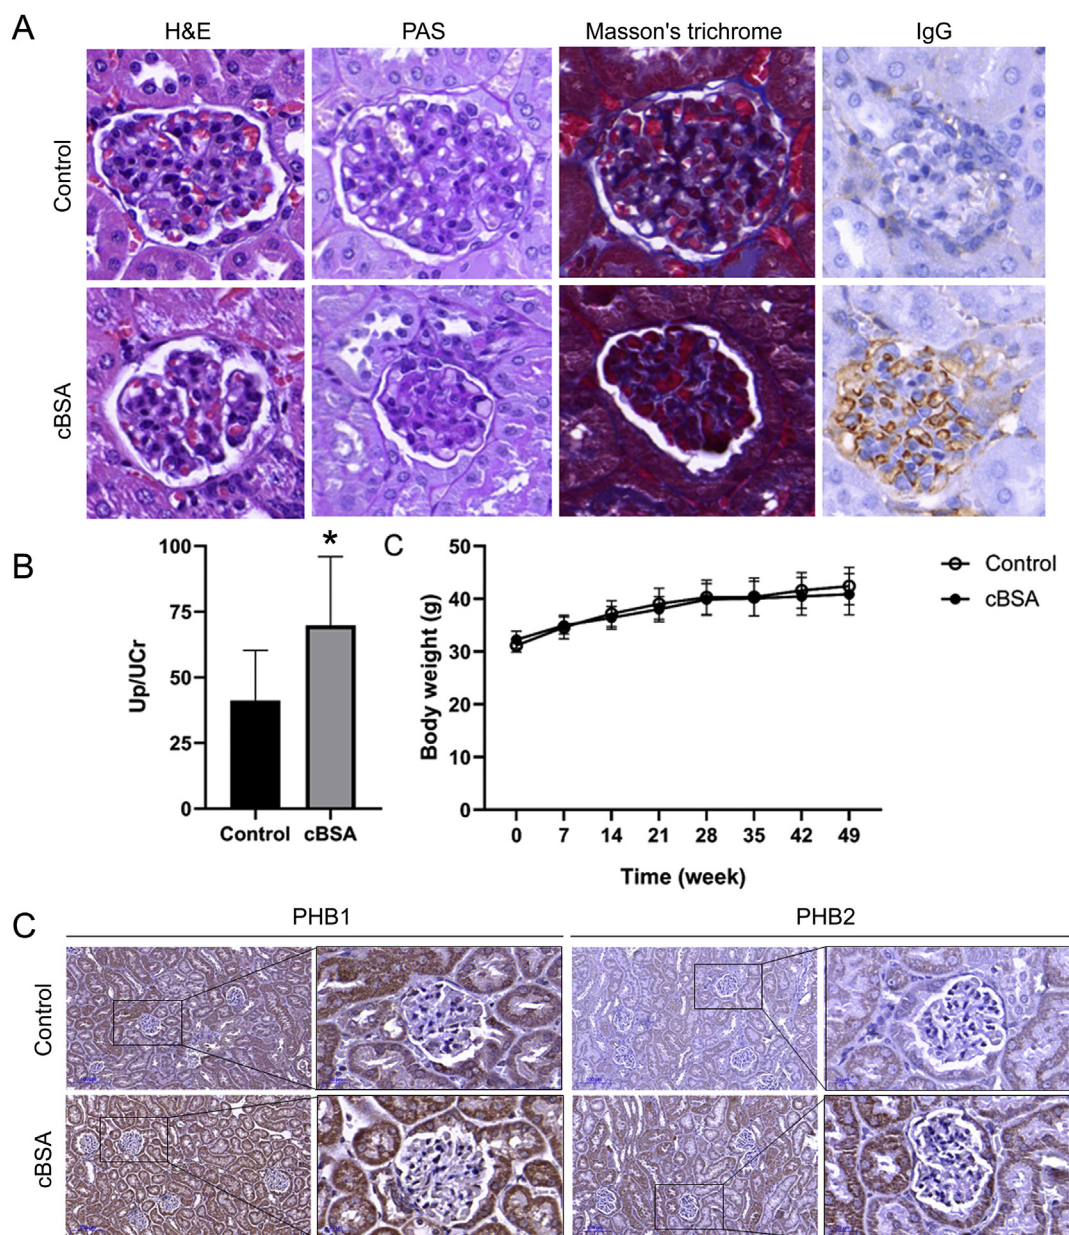 A
H&E
PAS
Masson's trichrome
IgG
Control
cBSA
B
100
75
50
25
0
Up/UCr
*
Control
cBSA
C
50
40
30
20
10
0
Body weight (g)
0 7 14 21 28 35 42 49
Time (week)
Control
cBSA
C
PHB1
PHB2
Control
cBSA